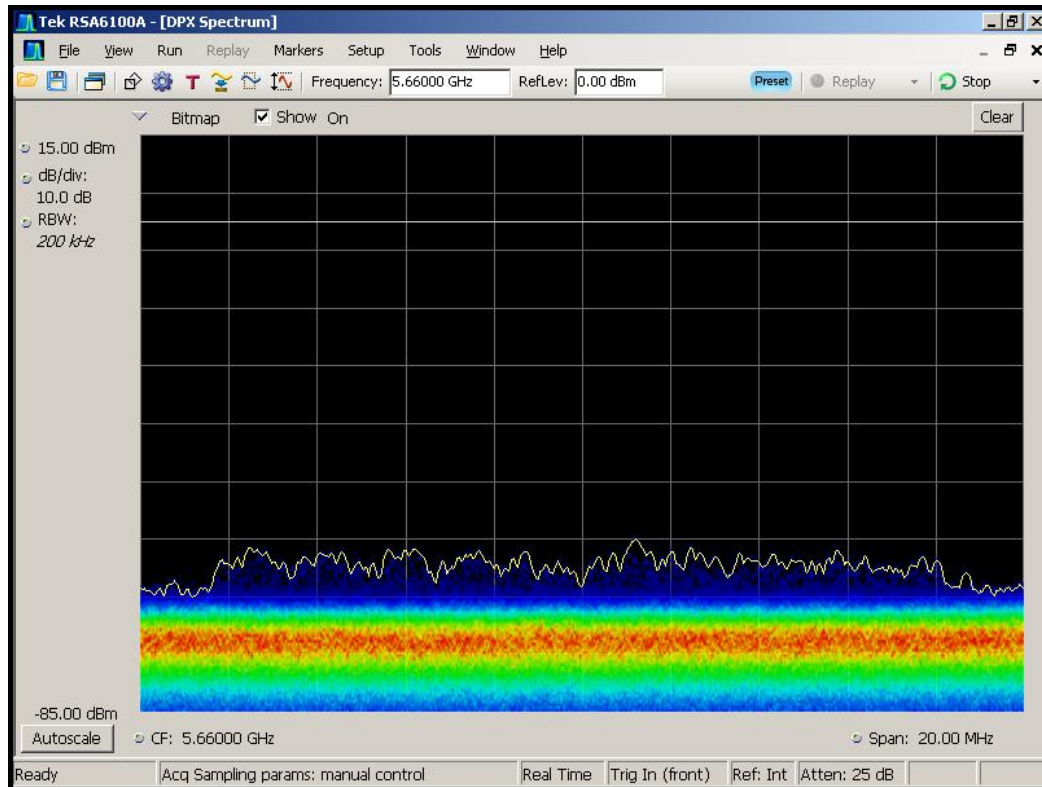 Tek RSA6100A - [DPX Spectrum]
File View Run Replay Markers Setup Tools Window Help
T Frequency: 5.66000 GHz RefLev: 0.00 dBm Preset Replay Stop
Bitmap Show On Clear
15.00 dBm
dB/div:
10.0 dB
RBW:
200 kHz
-85.00 dBm
Autoscale CF: 5.66000 GHz Span: 20.00 MHz
Ready Acq Sampling params: manual control Real Time Trig In (front) Ref: Int Atten: 25 dB